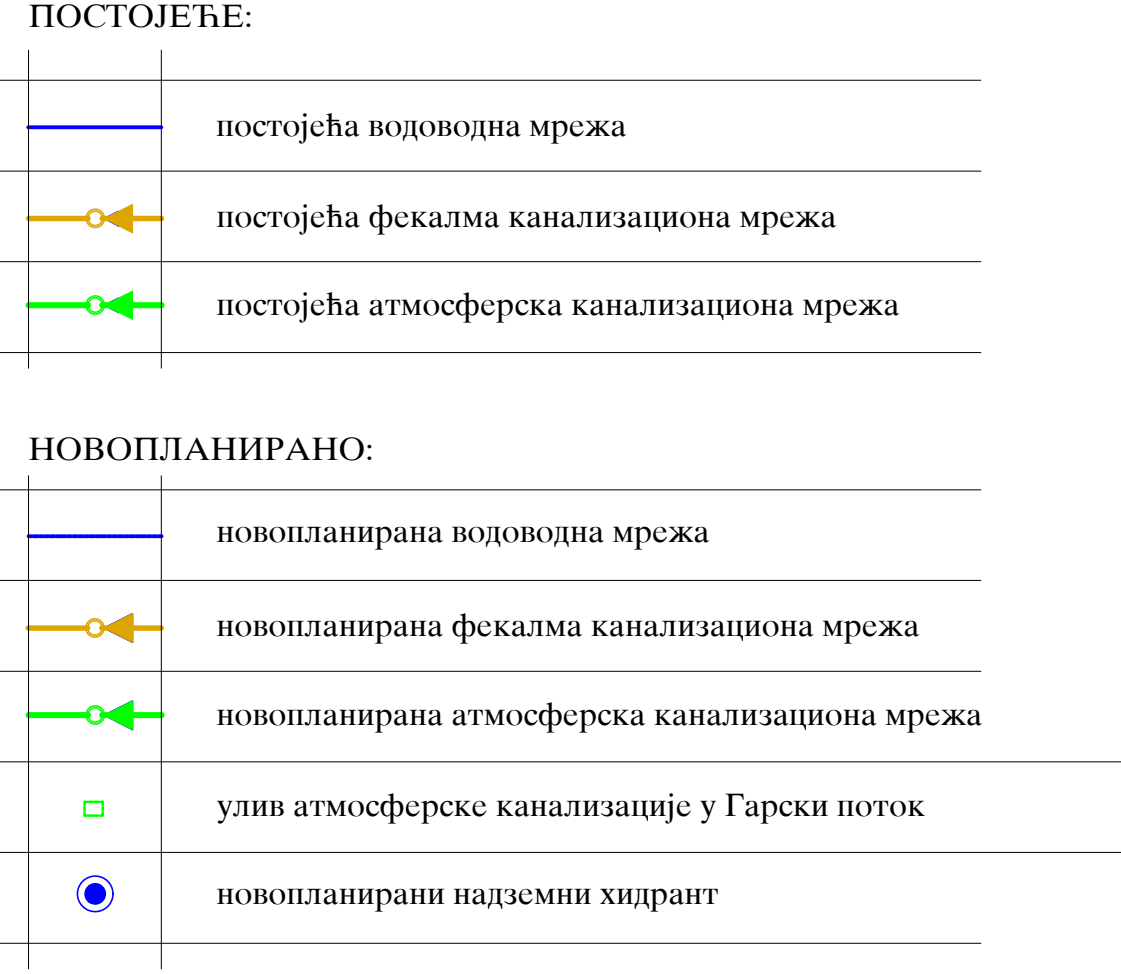 ПОСТОЈЕЋЕ:
постојећа водоводна мрежа
постојећа фекалма канализациона мрежа
постојећа атмосферска канализациона мрежа
НОВОПЛАНИРАНО:
новопланирана водоводна мрежа
новопланирана фекалма канализациона мрежа
новопланирана атмосферска канализациона мрежа
улив атмосферске канализације у Гарски поток
новопланирани надземни хидрант